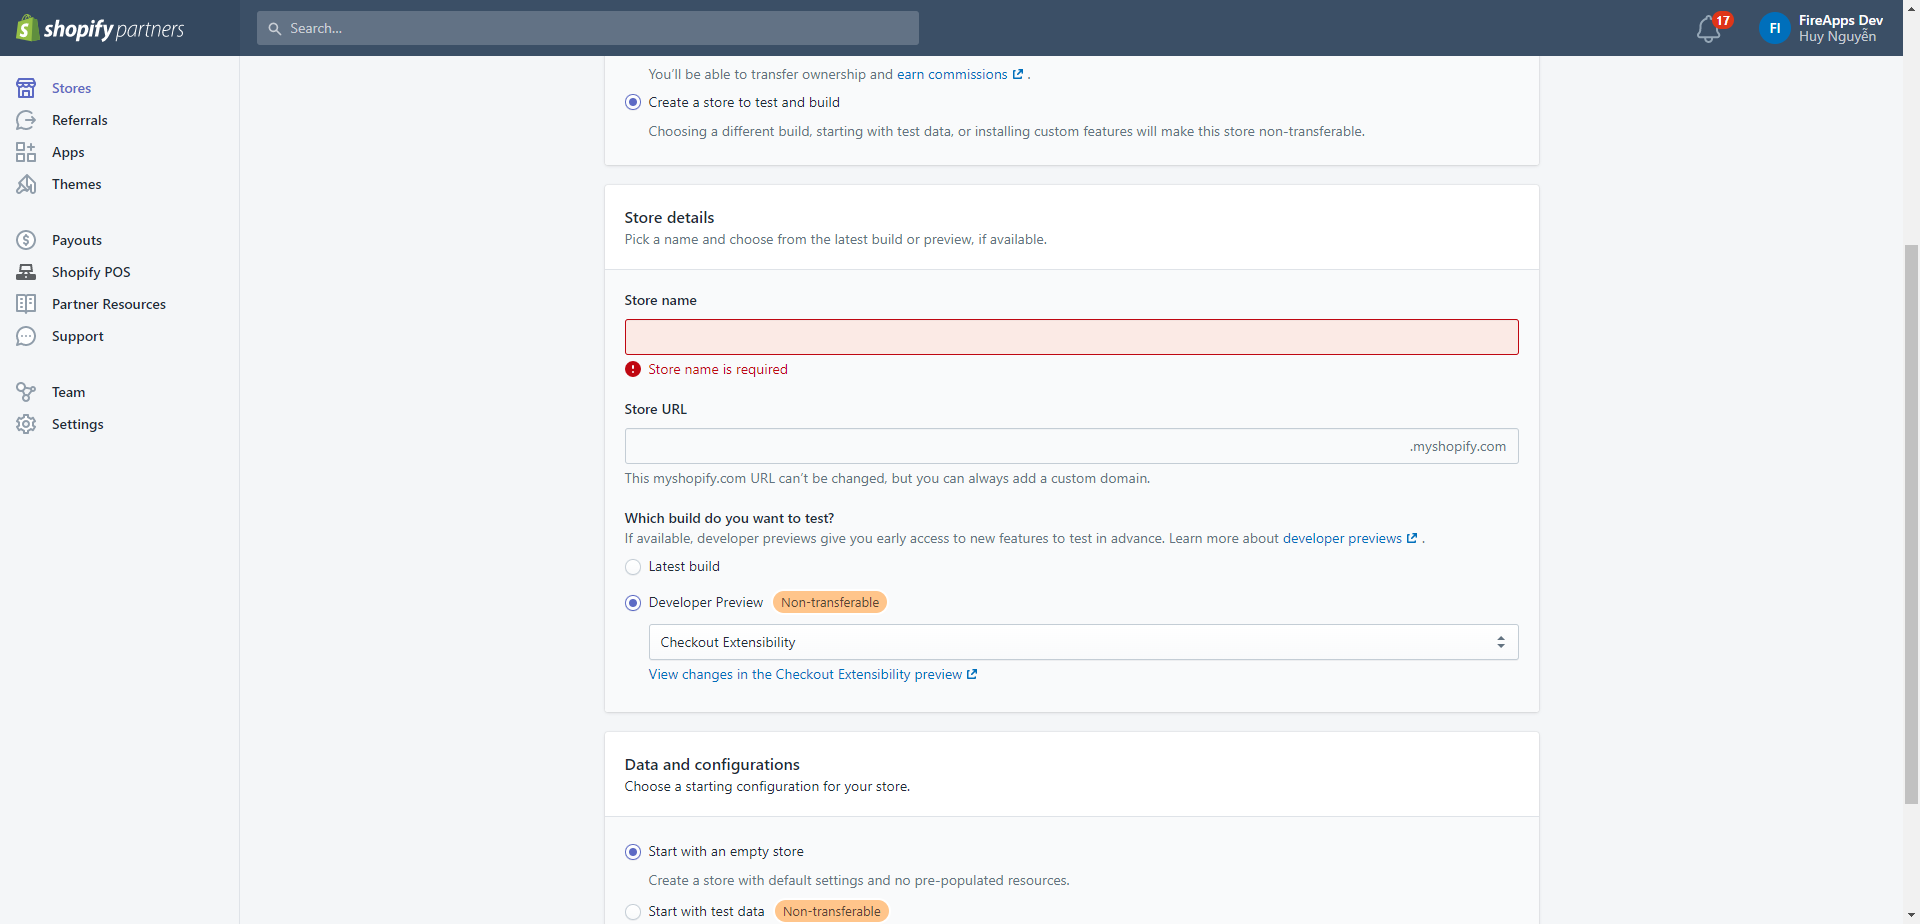 shopify partners
Search...
17
FI
FireApps Dev
Huy Nguyễn
Stores
Referrals
Apps
Themes
Payouts
Shopify POS
Partner Resources
Support
Team
Settings
You'll be able to transfer ownership and earn commissions .
Create a store to test and build
Choosing a different build, starting with test data, or installing custom features will make this store non-transferable.
Store details
Pick a name and choose from the latest build or preview, if available.
Store name
Store name is required
Store URL
.myshopify.com
This myshopify.com URL can't be changed, but you can always add a custom domain.
Which build do you want to test?
If available, developer previews give you early access to new features to test in advance. Learn more about developer previews .
Latest build
Developer Preview Non-transferable
Checkout Extensibility
View changes in the Checkout Extensibility preview
Data and configurations
Choose a starting configuration for your store.
Start with an empty store
Create a store with default settings and no pre-populated resources.
Start with test data Non-transferable